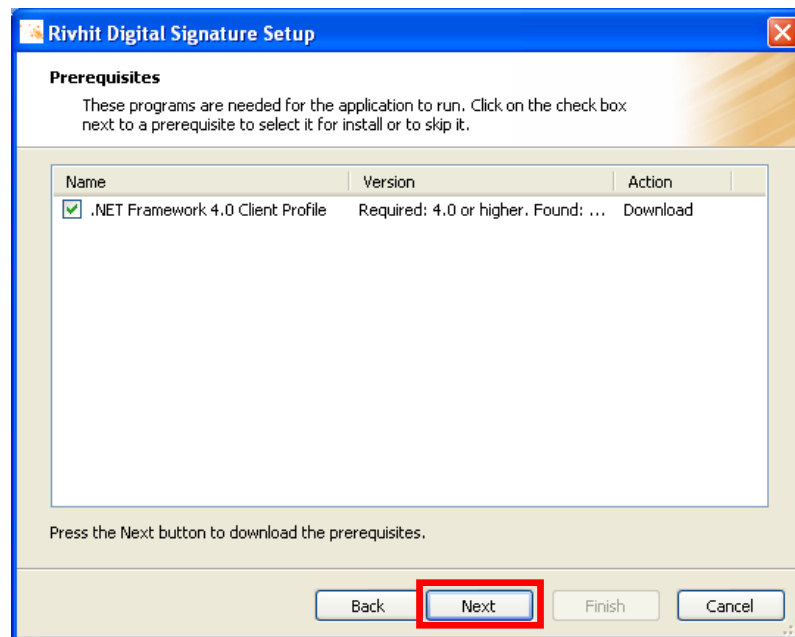 Rivhit Digital Signature Setup
Prerequisites
These programs are needed for the application to run. Click on the check box
next to a prerequisite to select it for install or to skip it.
Name Version Action
.NET Framework 4.0 Client Profile Required: 4.0 or higher. Found: ... Download
Press the Next button to download the prerequisites.
Back Next Finish Cancel